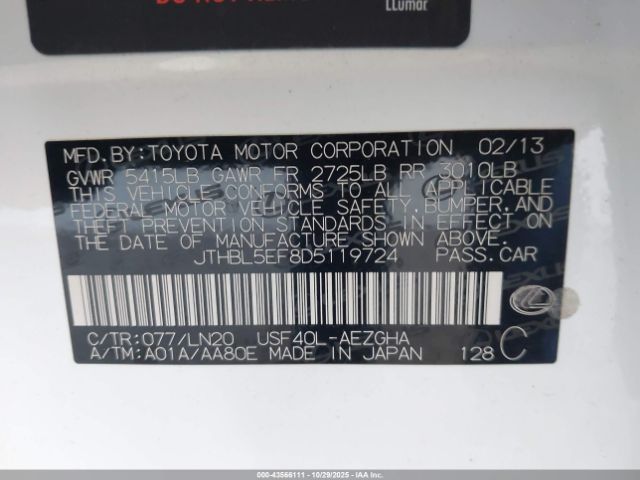 LLumar
MFD.BY:TOYOTA MOTOR CORPORATION 02/13
GVWR 5415LB GAWR FR 2725LB RR 3010LB
THIS VEHICLE CONFORMS TO ALL APPLICABLE
FEDERAL MOTOR VEHICLE SAFETY, BUMPER, AND
THEFT PREVENTION STANDARDS IN EFFECT ON
THE DATE OF MANUFACTURE SHOWN ABOVE.
JTHBL5EF8D5119724 PASS.CAR
C/TR:077/LN20 USF40L-AEZGHA
A/TM:A01A/AA80E MADE IN JAPAN 128 C
000-43566111 - 10/29/2025 - IAAI.CA